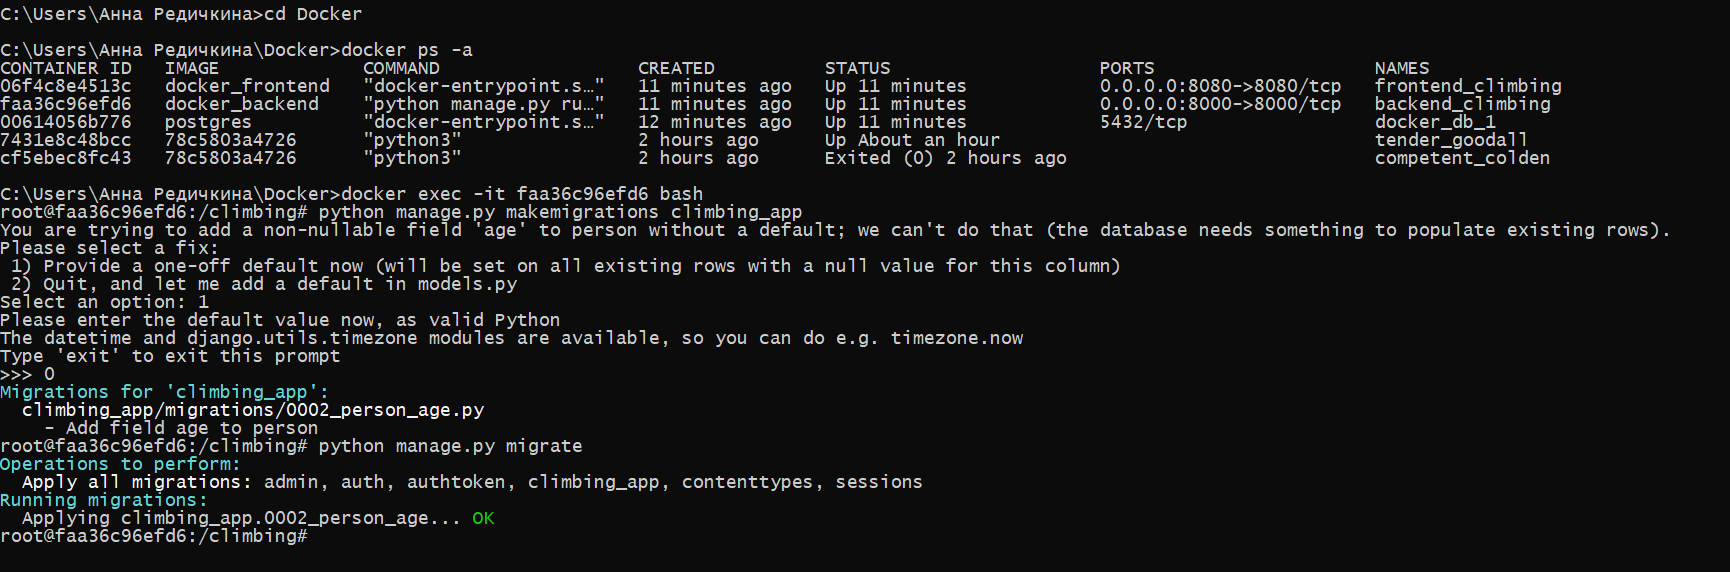 C:\Users\Анна Редичкина>cd Docker
C:\Users\Анна Редичкина\Docker>docker ps -a
CONTAINER ID   IMAGE             COMMAND                  CREATED          STATUS                   PORTS                    NAMES
06f4c8e4513c   docker_frontend   "docker-entrypoint.s…"   11 minutes ago   Up 11 minutes            0.0.0.0:8080->8080/tcp   frontend_climbing
faa36c96efd6   docker_backend    "python manage.py ru…"   11 minutes ago   Up 11 minutes            0.0.0.0:8000->8000/tcp   backend_climbing
00614056b776   postgres          "docker-entrypoint.s…"   12 minutes ago   Up 11 minutes            5432/tcp                 docker_db_1
7431e8c48bcc   78c5803a4726      "python3"                2 hours ago      Up About an hour                                  tender_goodall
cf5ebec8fc43   78c5803a4726      "python3"                2 hours ago      Exited (0) 2 hours ago                            competent_colden
C:\Users\Анна Редичкина\Docker>docker exec -it faa36c96efd6 bash
root@faa36c96efd6:/climbing# python manage.py makemigrations climbing_app
You are trying to add a non-nullable field 'age' to person without a default; we can't do that (the database needs something to populate existing rows).
Please select a fix:
 1) Provide a one-off default now (will be set on all existing rows with a null value for this column)
 2) Quit, and let me add a default in models.py
Select an option: 1
Please enter the default value now, as valid Python
The datetime and django.utils.timezone modules are available, so you can do e.g. timezone.now
Type 'exit' to exit this prompt
>>> 0
Migrations for 'climbing_app':
  climbing_app/migrations/0002_person_age.py
    - Add field age to person
root@faa36c96efd6:/climbing# python manage.py migrate
Operations to perform:
  Apply all migrations: admin, auth, authtoken, climbing_app, contenttypes, sessions
Running migrations:
  Applying climbing_app.0002_person_age... OK
root@faa36c96efd6:/climbing#